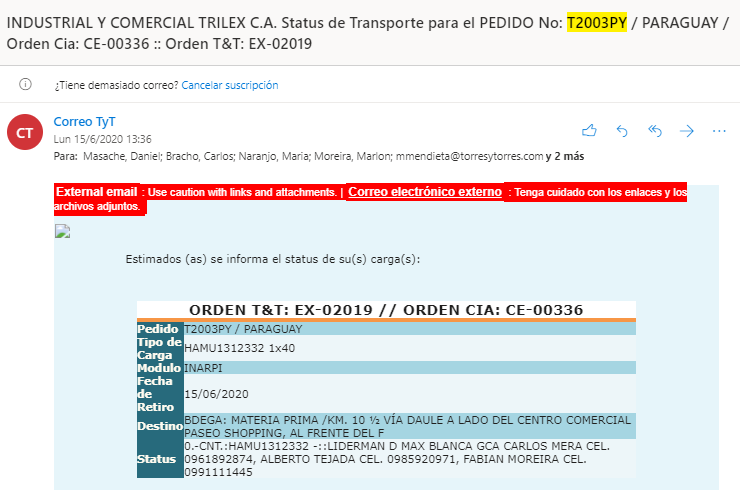 INDUSTRIAL Y COMERCIAL TRILEX C.A. Status de Transporte para el PEDIDO No: T2003PY / PARAGUAY /
Orden Cia: CE-00336 :: Orden T&T: EX-02019
¿Tiene demasiado correo? Cancelar suscripción
CT
Correo TyT
Lun 15/6/2020 13:36
Para: Masache, Daniel; Bracho, Carlos; Naranjo, Maria; Moreira, Marlon; mmendieta@torresytorres.com y 2 más
External email : Use caution with links and attachments. | Correo electrónico externo : Tenga cuidado con los enlaces y los
archivos adjuntos.
Estimados (as) se informa el status de su(s) carga(s):
ORDEN T&T: EX-02019 // ORDEN CIA: CE-00336
Pedido T2003PY / PARAGUAY
Tipo de
Carga HAMU1312332 1x40
Modulo INARPI
Fecha
de
Retiro 15/06/2020
Destino BDEGA: MATERIA PRIMA /KM. 10 ½ VÍA DAULE A LADO DEL CENTRO COMERCIAL
PASEO SHOPPING, AL FRENTE DEL F
Status 0.-CNT.:HAMU1312332 -::LIDERMAN D MAX BLANCA GCA CARLOS MERA CEL.
0961892874, ALBERTO TEJADA CEL. 0985920971, FABIAN MOREIRA CEL.
0991111445